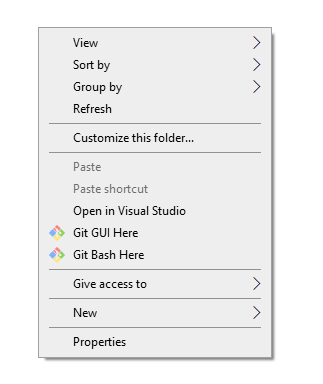 View
Sort by
Group by
Refresh
Customize this folder...
Paste
Paste shortcut
Open in Visual Studio
Git GUI Here
Git Bash Here
Give access to
New
Properties